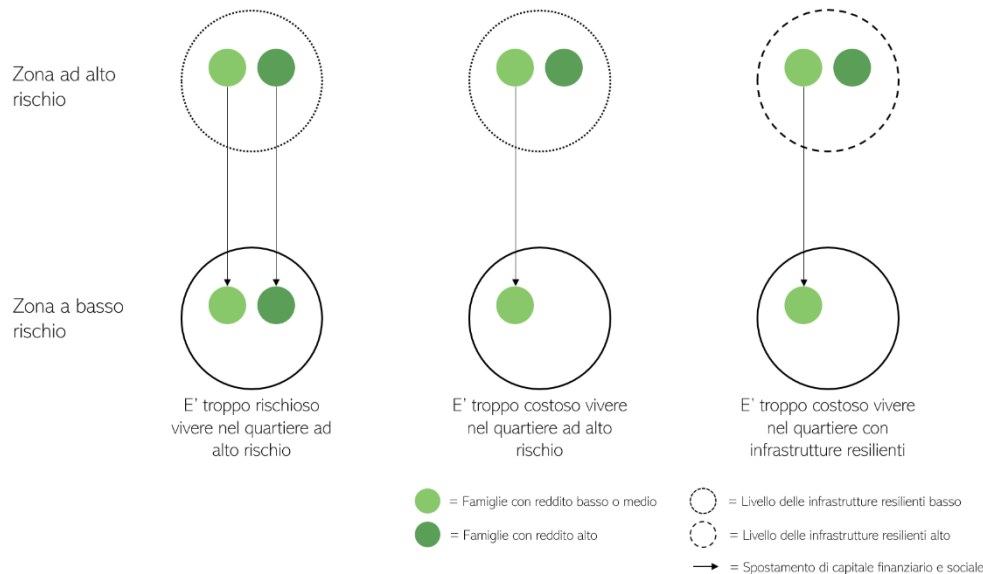 Zona ad alto
rischio
Zona a basso
rischio
E' troppo rischioso
vivere nel quartiere ad
alto rischio
E' troppo costoso vivere
nel quartiere ad alto
rischio
E' troppo costoso vivere
nel quartiere con
infrastrutture resilienti
= Famiglie con reddito basso o medio
= Famiglie con reddito alto
= Livello delle infrastrutture resilienti basso
= Livello delle infrastrutture resilienti alto
= Spostamento di capitale finanziario e sociale